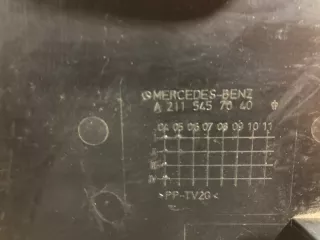 MERCEDES-BENZ
A 211 545 70 40
04 05 06 07 08 09 10 11
>PP-TV20<